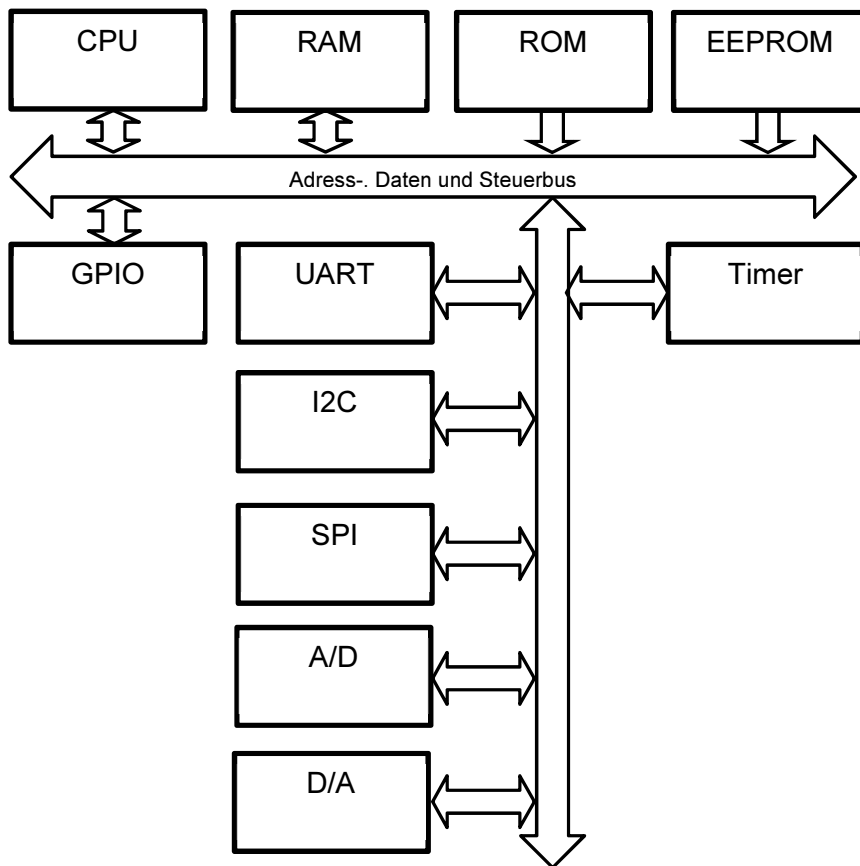 CPU
RAM
ROM
EEPROM
Adress-. Daten und Steuerbus
GPIO
UART
Timer
I2C
SPI
A/D
D/A